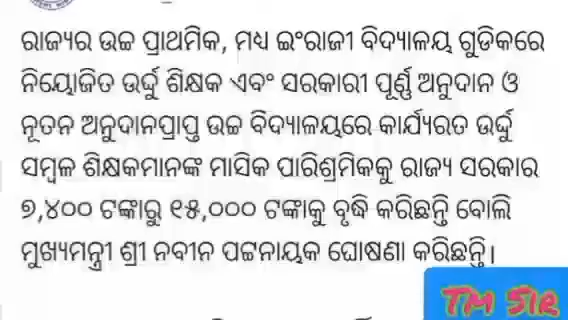 ରାଜ୍ୟର ଉଚ୍ଚ ପ୍ରାଥମିକ, ମଧ୍ୟ ଇଂରାଜୀ ବିଦ୍ୟାଳୟ ଗୁଡିକରେ
ନିୟୋଜିତ ଉର୍ଦ୍ଦୁ ଶିକ୍ଷକ ଏବଂ ସରକାରୀ ପୂର୍ଣ୍ଣ ଅନୁଦାନ ଓ
ନୂତନ ଅନୁଦାନପ୍ରାପ୍ତ ଉଚ୍ଚ ବିଦ୍ୟାଳୟରେ କାର୍ଯ୍ୟରତ ଉର୍ଦ୍ଦୁ
ସମ୍ବଳ ଶିକ୍ଷକମାନଙ୍କ ମାସିକ ପାରିଶ୍ରମିକକୁ ରାଜ୍ୟ ସରକାର
୭,୪୦୦ ଟଙ୍କାରୁ ୧୫,୦୦୦ ଟଙ୍କାକୁ ବୃଦ୍ଧି କରିଛନ୍ତି ବୋଲି
ମୁଖ୍ୟମନ୍ତ୍ରୀ ଶ୍ରୀ ନବୀନ ପଟ୍ଟନାୟକ ଘୋଷଣା କରିଛନ୍ତି।
TM SIR